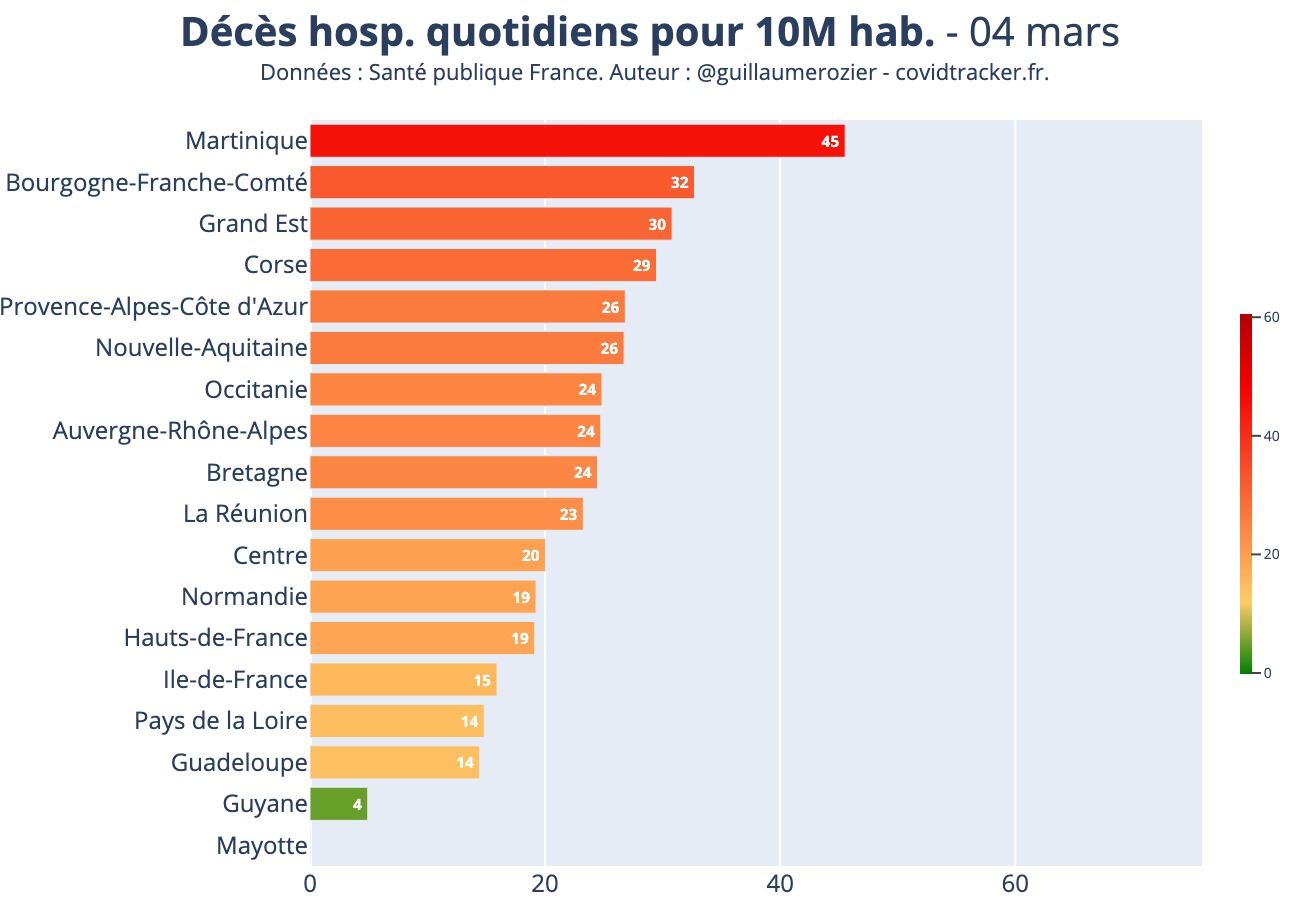 Décès hosp. quotidiens pour 10M hab. - 04 mars
Données : Santé publique France. Auteur : @guillaumerozier - covidtracker.fr.
Martinique 45
Bourgogne-Franche-Comté 32
Grand Est 30
Corse 29
Provence-Alpes-Côte d'Azur 26
Nouvelle-Aquitaine 26
Occitanie 24
Auvergne-Rhône-Alpes 24
Bretagne 24
La Réunion 23
Centre 20
Normandie 19
Hauts-de-France 19
Ile-de-France 15
Pays de la Loire 14
Guadeloupe 14
Guyane 4
Mayotte
0 20 40 60
60
40
20
0